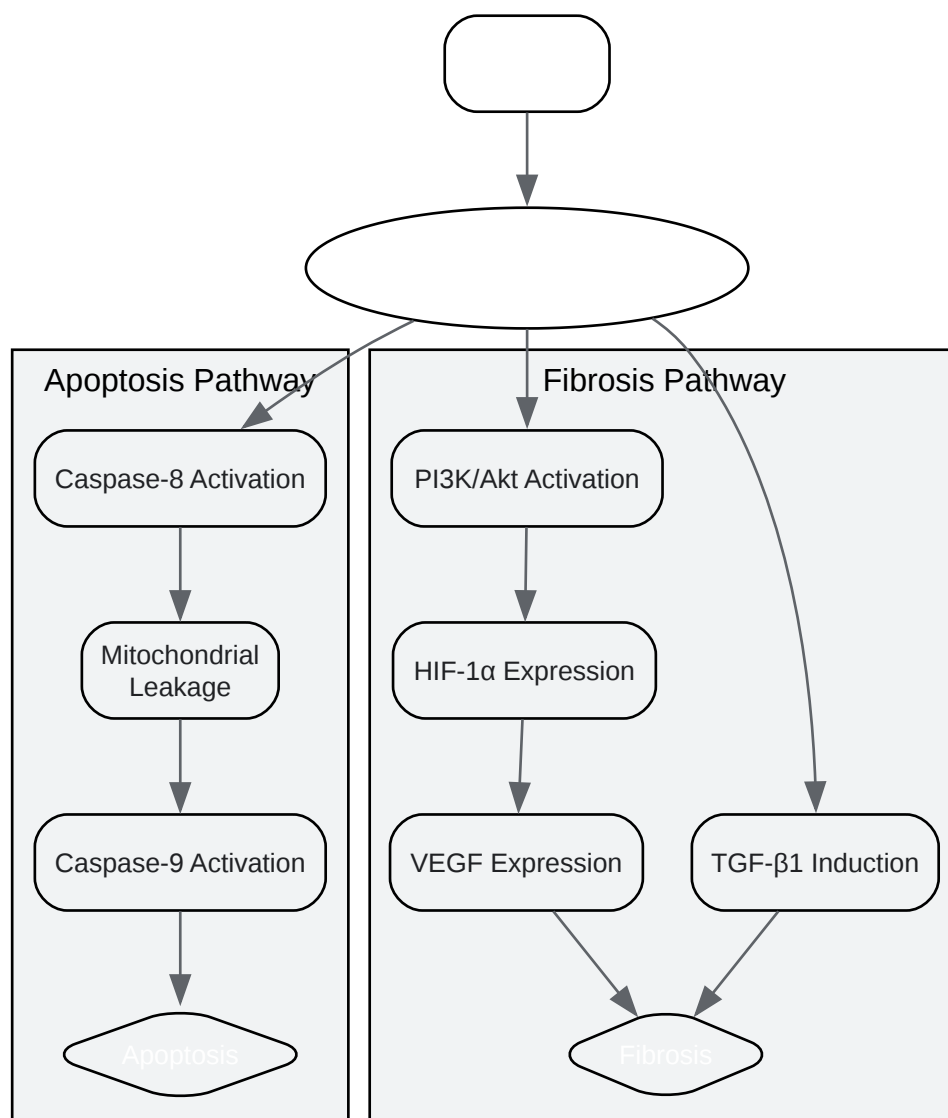 Apoptosis Pathway
Fibrosis Pathway
Caspase-8 Activation
PI3K/Akt Activation
Mitochondrial
Leakage
HIF-1α Expression
Caspase-9 Activation
VEGF Expression
TGF-β1 Induction
Apoptosis
Fibrosis